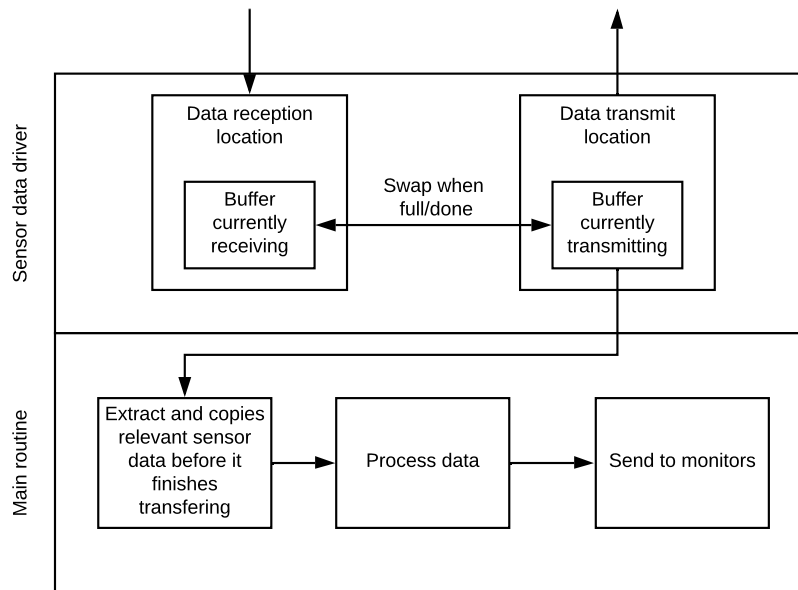 Sensor data driver
Data reception
location
Buffer
currently
receiving
Swap when
full/done
Data transmit
location
Buffer
currently
transmitting
Main routine
Extract and copies
relevant sensor
data before it
finishes
transfering
Process data
Send to monitors